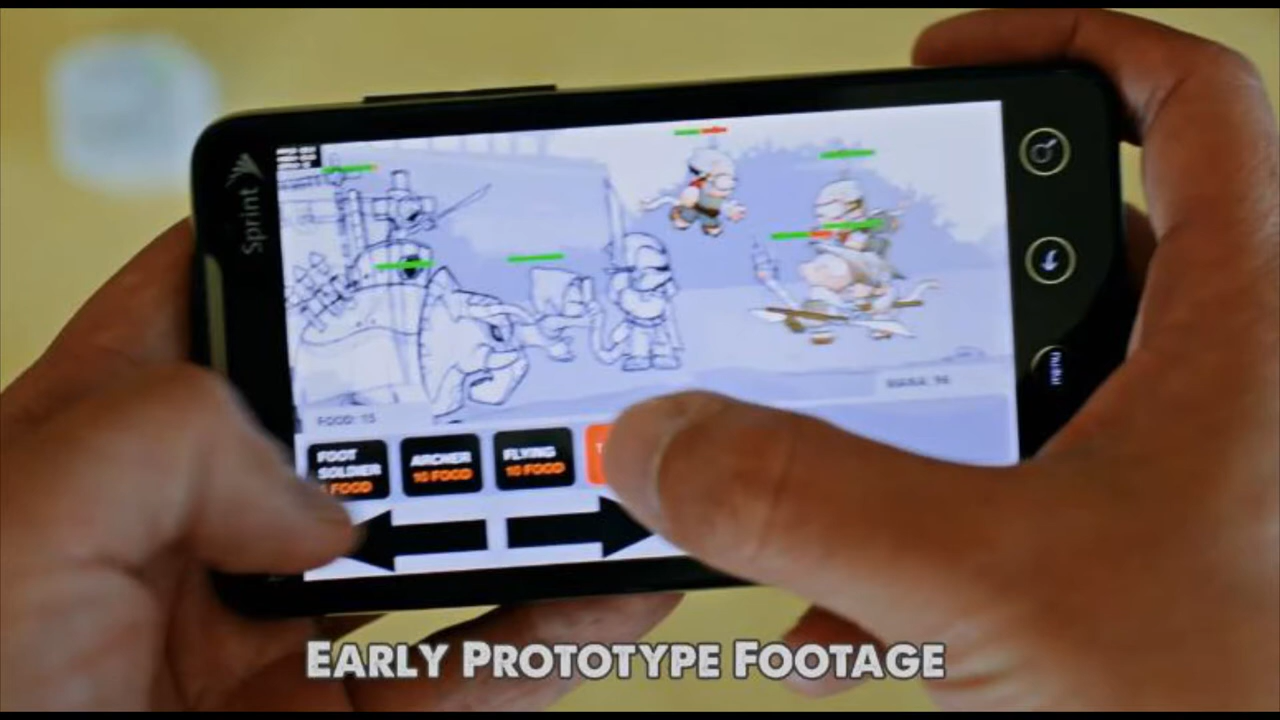 Sprint
FOOD: 15
FOOT
SOLDIER
FOOD
ARCHER
10 FOOD
FLYING
10 FOOD
EARLY PROTOTYPE FOOTAGE